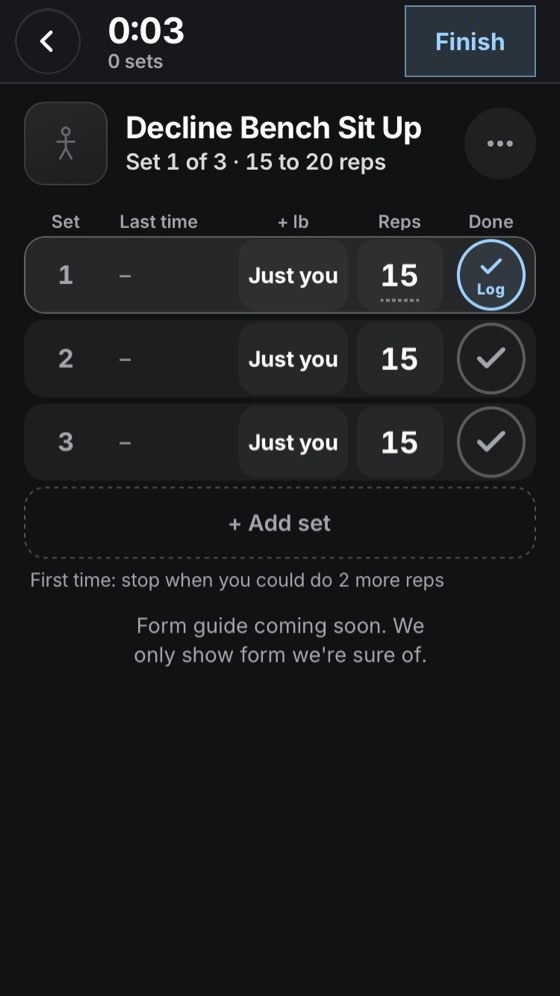 0:03
0 sets
Finish
Decline Bench Sit Up
Set 1 of 3 · 15 to 20 reps
Set Last time + lb Reps Done
1 – Just you 15 Log
2 – Just you 15
3 – Just you 15
+ Add set
First time: stop when you could do 2 more reps
Form guide coming soon. We
only show form we're sure of.